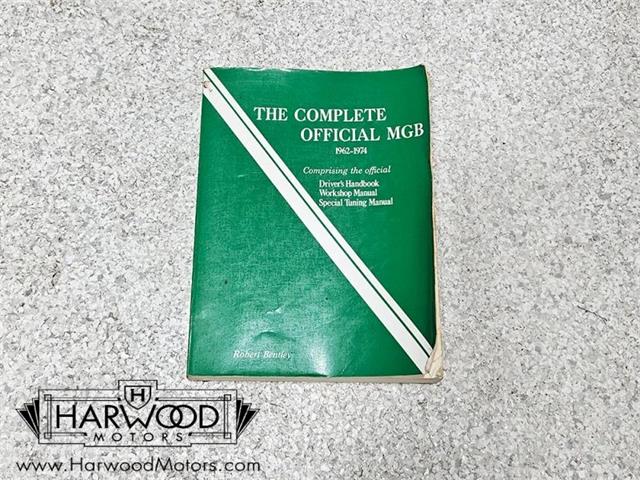 THE COMPLETE
OFFICIAL MGB
1962-1974
Comprising the official
Driver's Handbook
Workshop Manual
Special Tuning Manual
Robert Bentley
H
HARWOOD
MOTORS
www.HarwoodMotors.com